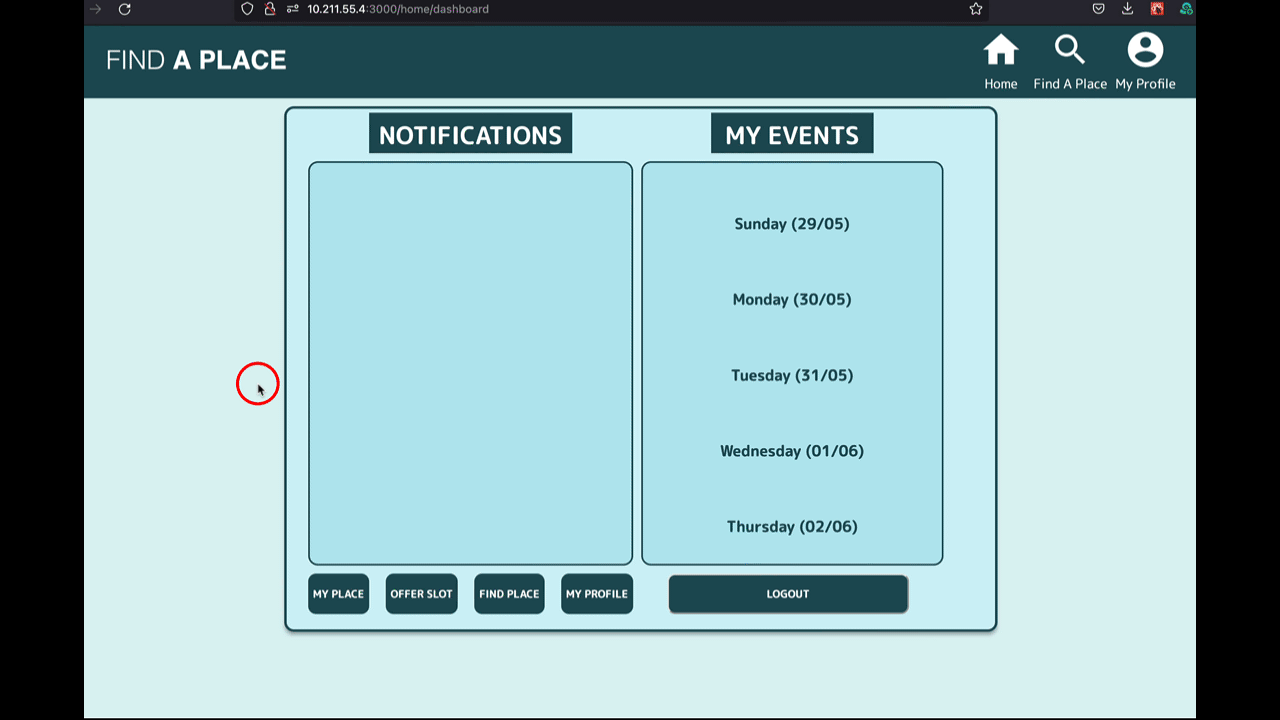 10.211.55.4:3000/home/dashboard
FIND A PLACE
Home
Find A Place
My Profile
NOTIFICATIONS
MY EVENTS
Sunday (29/05)
Monday (30/05)
Tuesday (31/05)
Wednesday (01/06)
Thursday (02/06)
MY PLACE
OFFER SLOT
FIND PLACE
MY PROFILE
LOGOUT